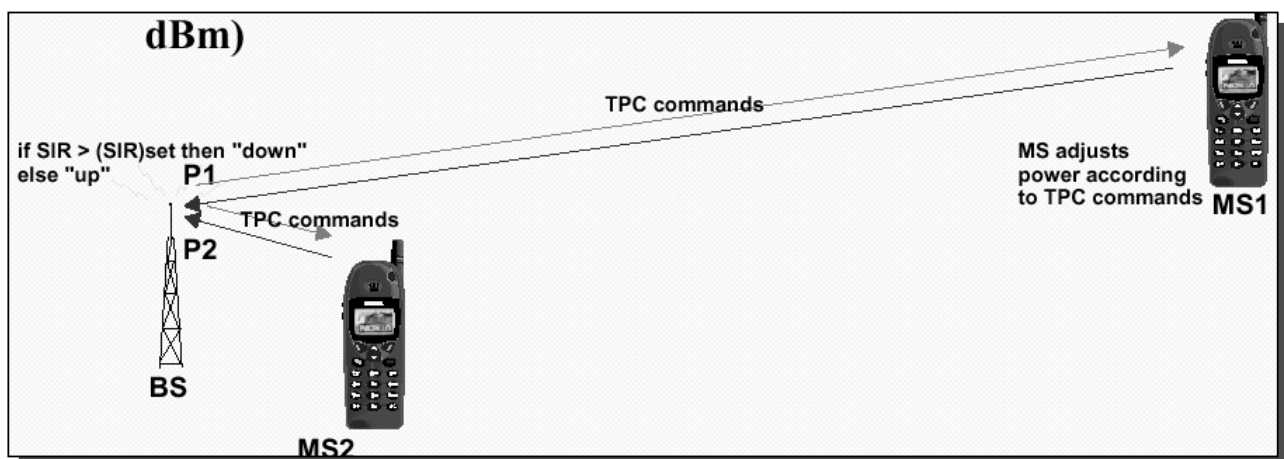 dBm)
TPC commands
if SIR > (SIR)set then "down"
else "up"
P1
MS adjusts
power according
to TPC commands
MS1
TPC commands
P2
BS
MS2